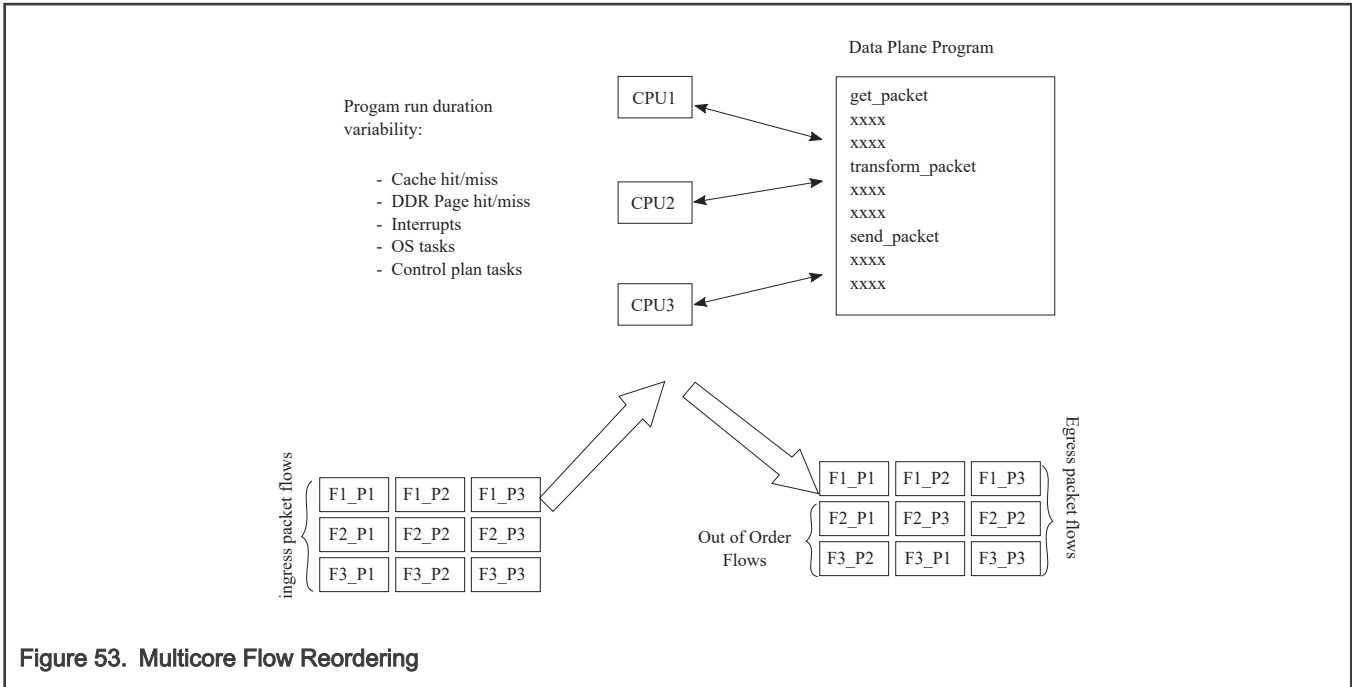 Data Plane Program
CPU1
CPU2
CPU3
get_packet
xxxx
xxxx
transform_packet
xxxx
xxxx
send_packet
xxxx
xxxx
Progam run duration
variability:
- Cache hit/miss
- DDR Page hit/miss
- Interrupts
- OS tasks
- Control plan tasks
ingress packet flows
F1_P1 F1_P2 F1_P3
F2_P1 F2_P2 F2_P3
F3_P1 F3_P2 F3_P3
Out of Order
Flows
F1_P1 F1_P2 F1_P3
F2_P1 F2_P3 F2_P2
F3_P2 F3_P1 F3_P3
Egress packet flows
Figure 53. Multicore Flow Reordering